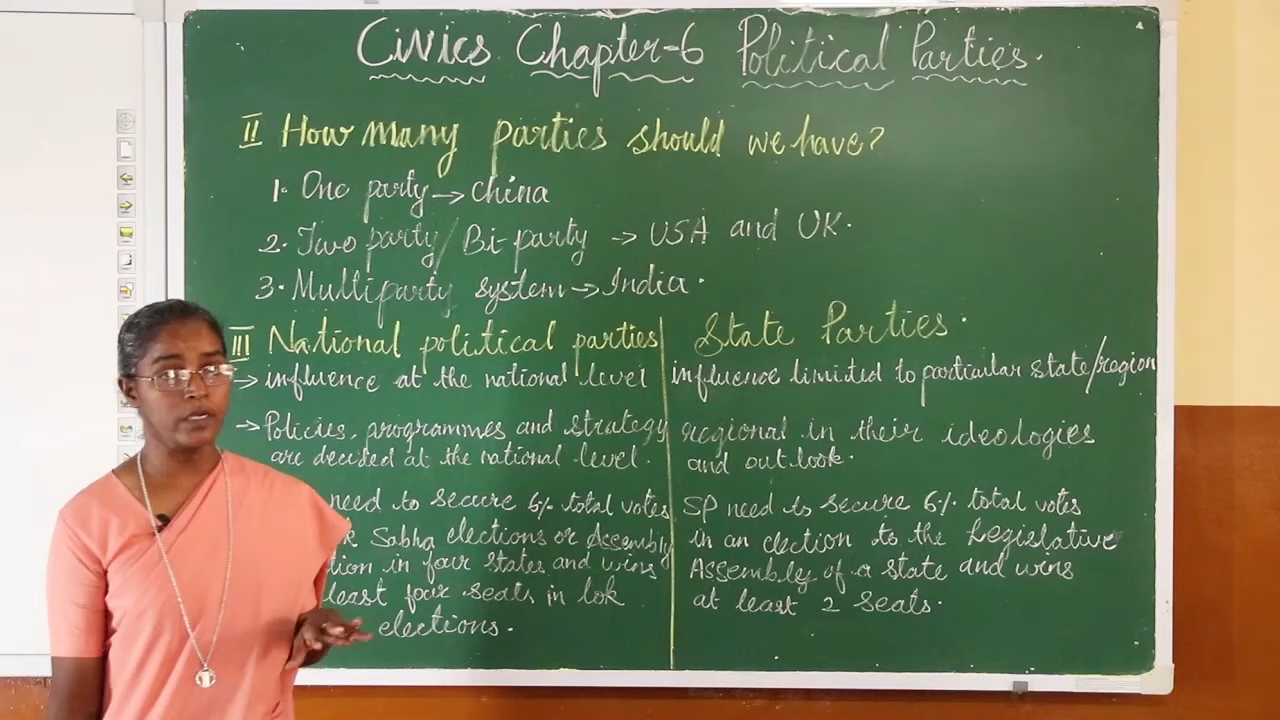 Civics Chapter-6 Political Parties.
II How many parties should we have?
1. One party → China
2. Two party/ Bi-party → USA and UK.
3. Multiparty system → India.
III National political parties
→ influence at the national level
→ Policies, programmes and strategy
are decided at the national level.
need to secure 6% total votes
Sabha elections or assembly
in four states and wins
least four seats in lok
elections.
State Parties.
influence limited to particular state/region
regional in their ideologies
and outlook.
SP need to secure 6% total votes
in an election to the Legislative
Assembly of a state and wins
at least 2 seats.